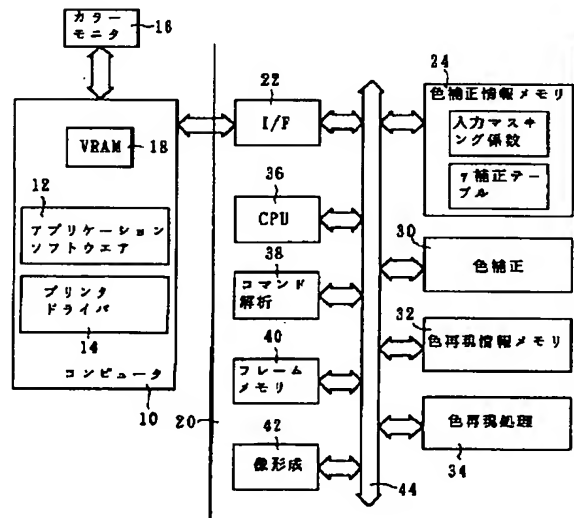 カラー
モニタ
16
VRAM
18
12
アプリケーション
ソフトウエア
プリンタ
ドライバ
14
コンピュータ
10
20
22
I/F
36
CPU
38
コマンド
解析
40
フレーム
メモリ
42
像形成
44
24
色補正情報メモリ
入力マスキ
ング係数
γ補正テー
ブル
30
色補正
32
色再現情報メモリ
色再現処理
34